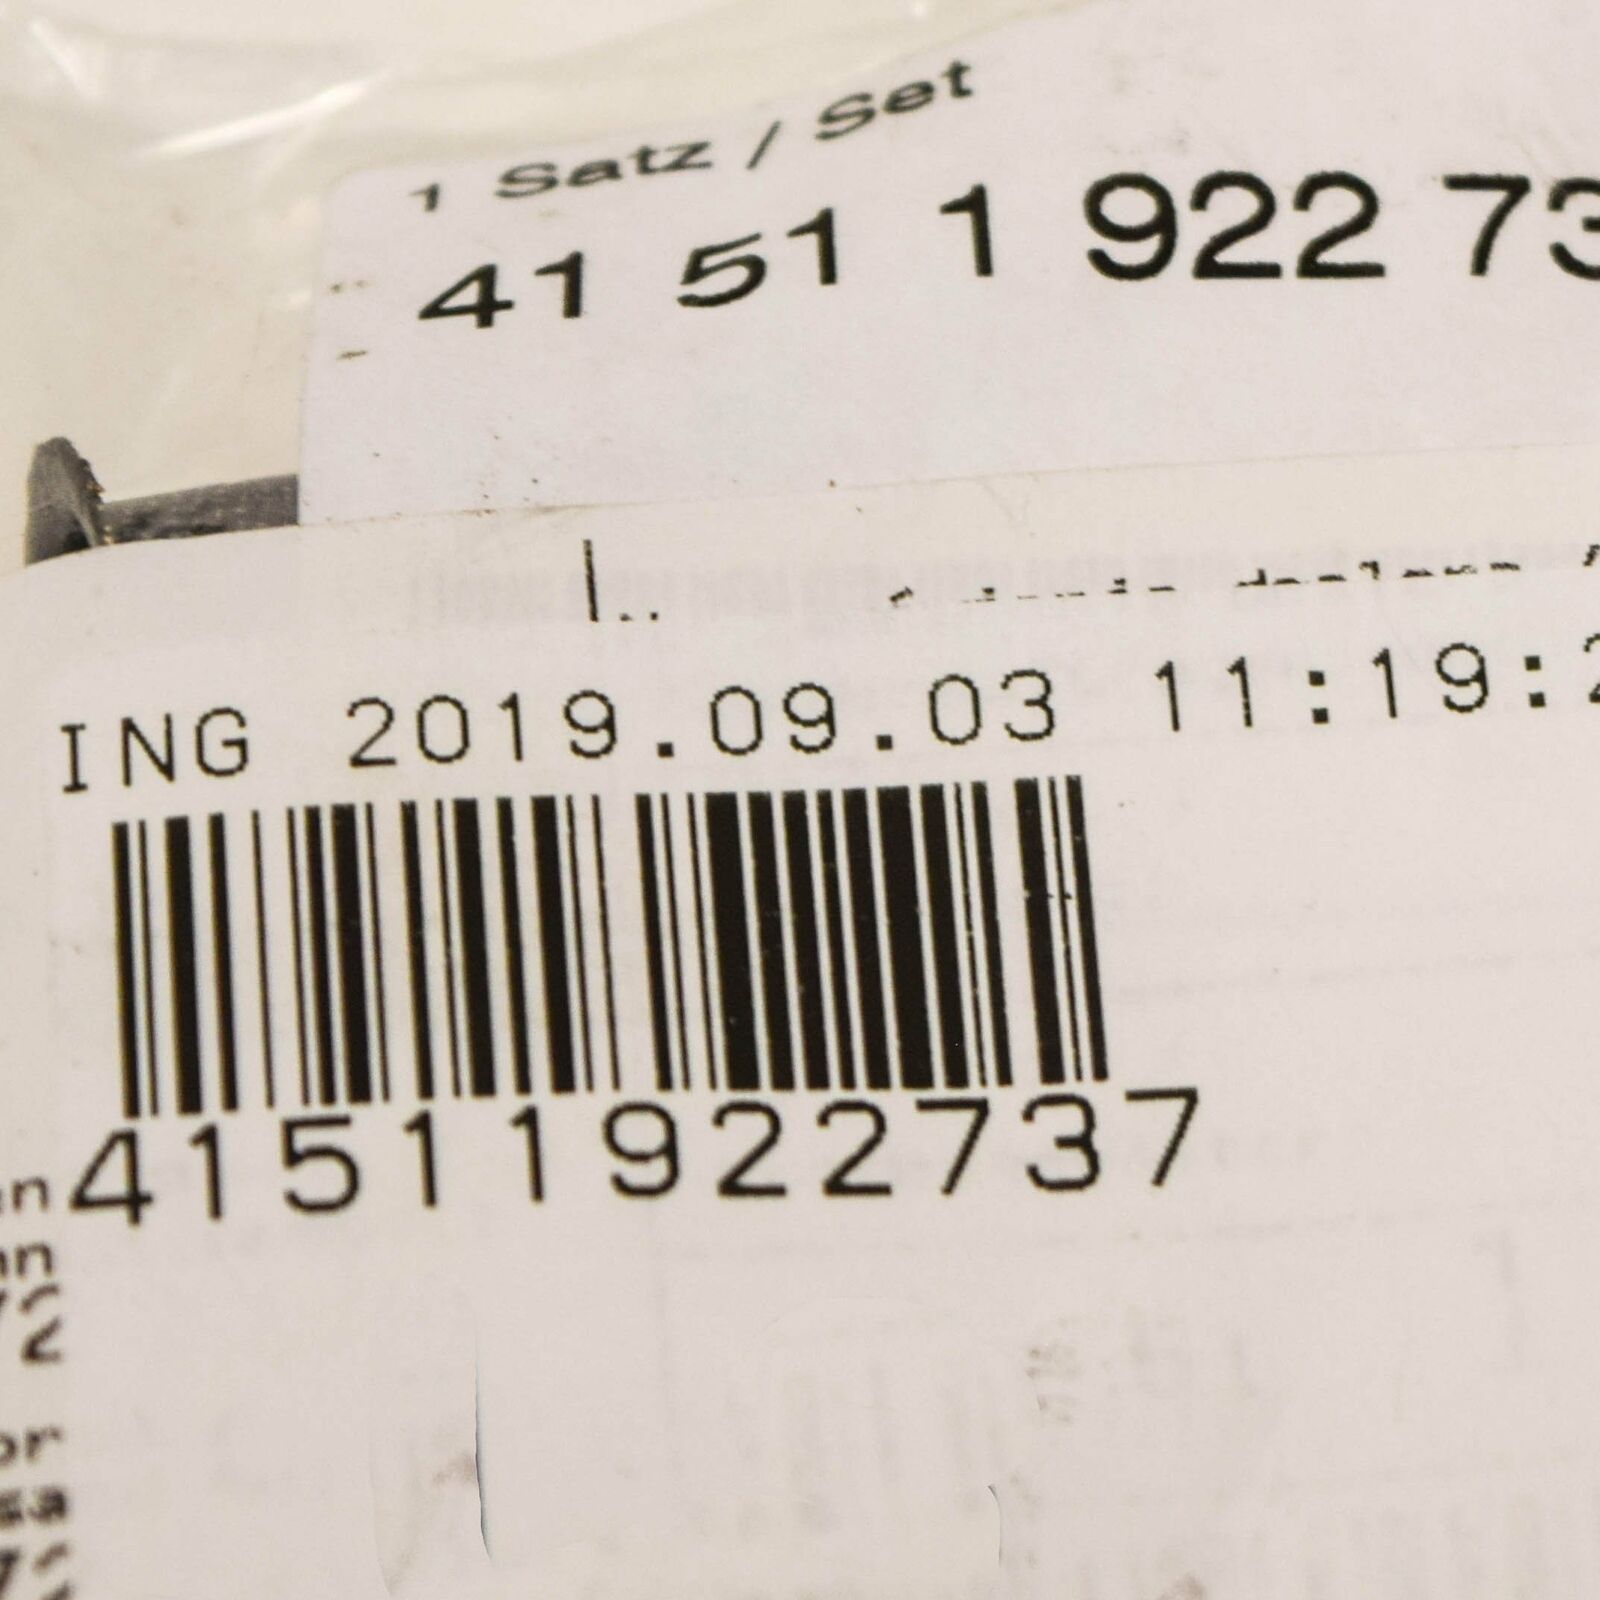 1 Satz / Set
41 51 1 922 73
ING 2019.09.03 11:19:2
41511922737